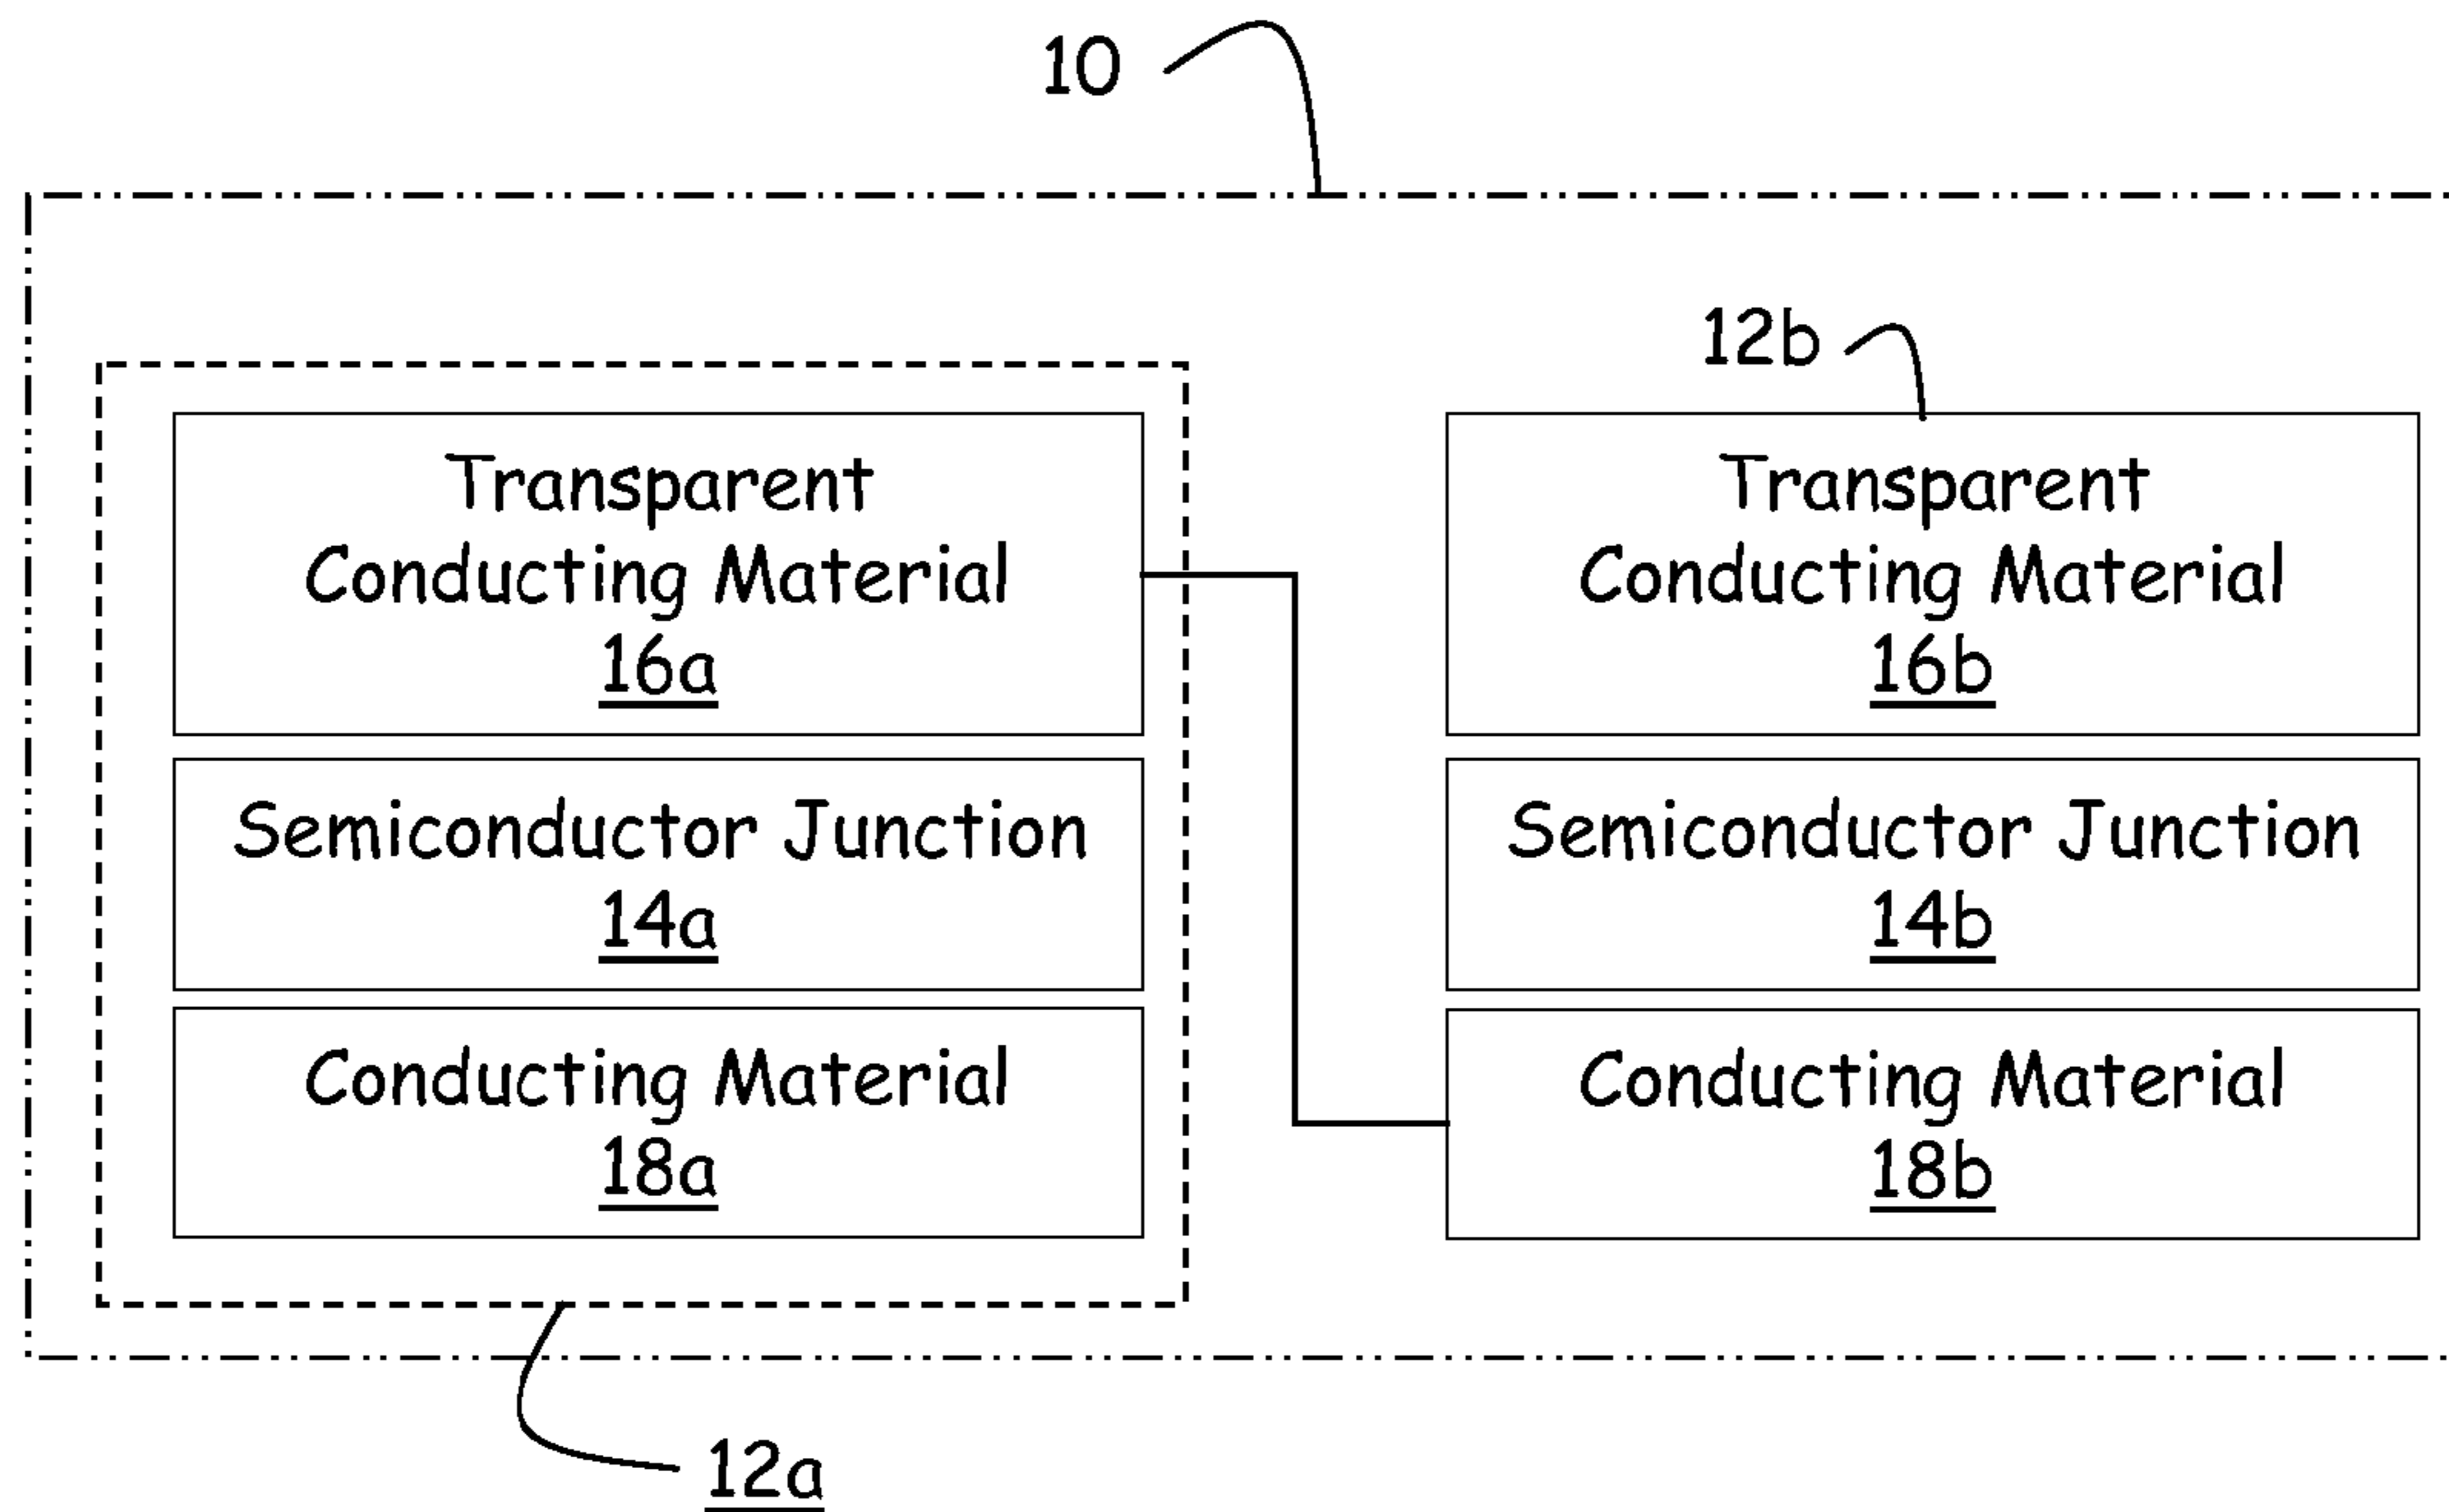 10
12b
Transparent
Conducting Material
16a
Transparent
Conducting Material
16b
Semiconductor Junction
14a
Semiconductor Junction
14b
Conducting Material
18a
Conducting Material
18b
12a